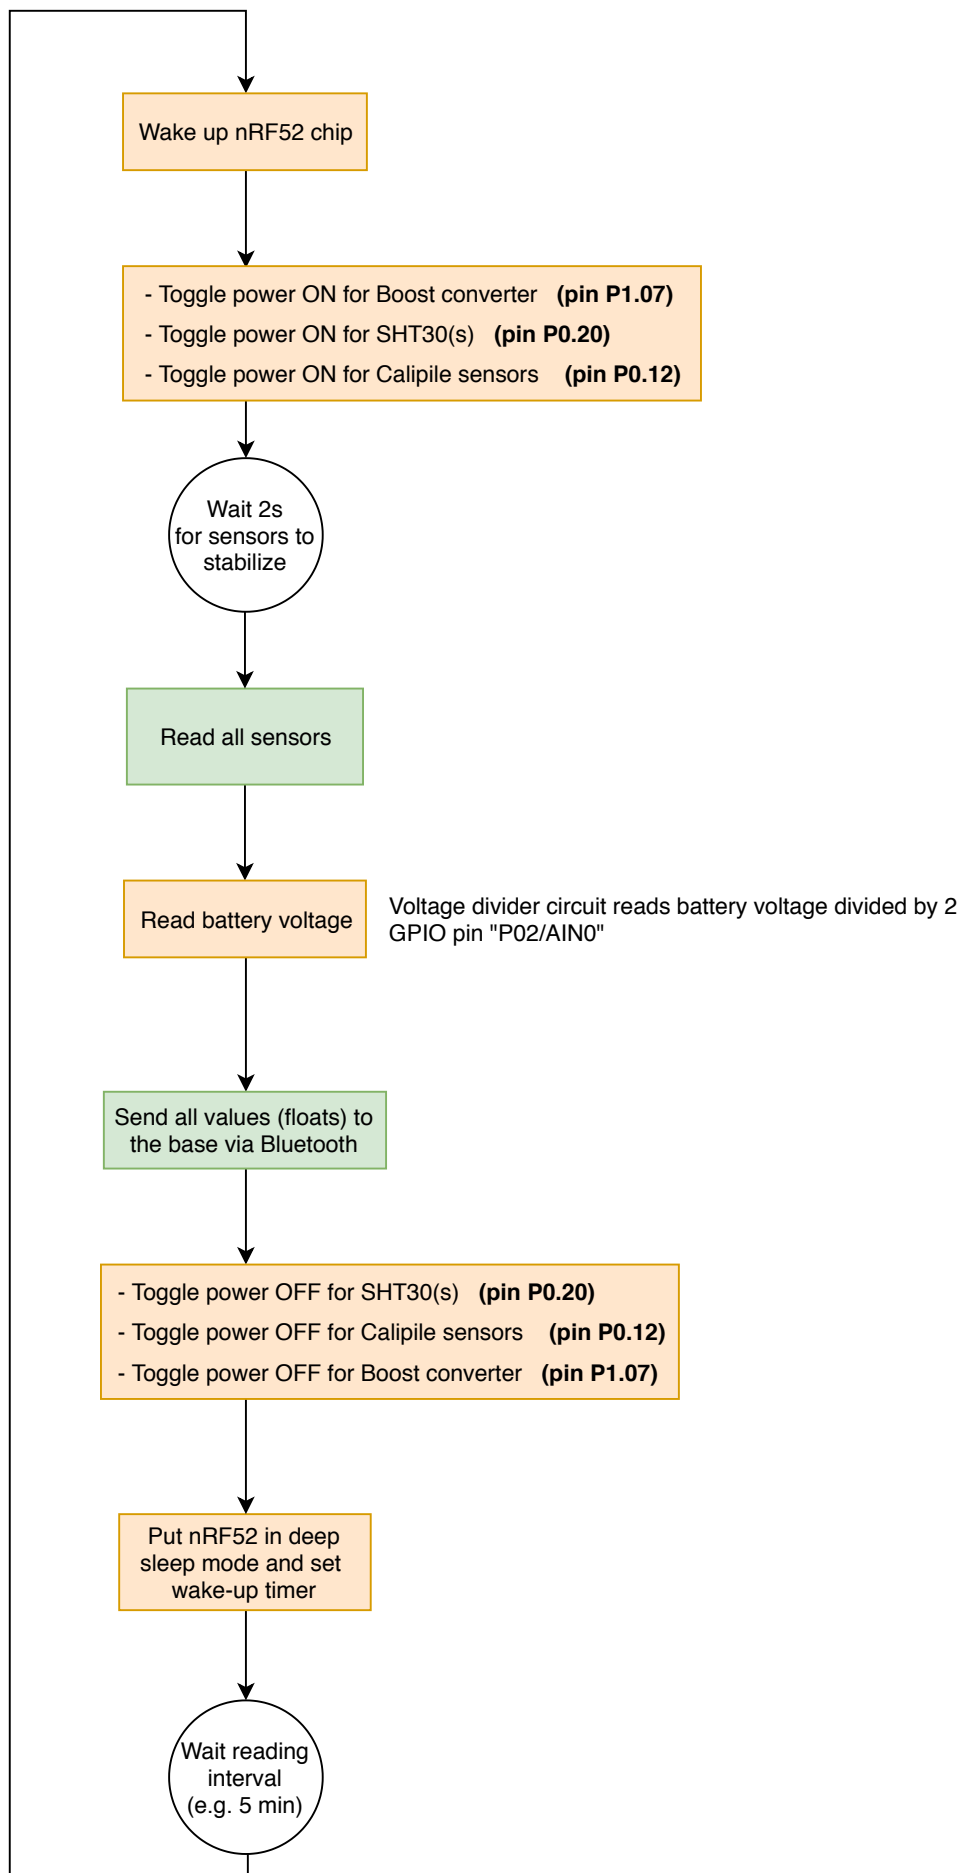 Wake up nRF52 chip
- Toggle power ON for Boost converter (pin P1.07)
- Toggle power ON for SHT30(s) (pin P0.20)
- Toggle power ON for Calipile sensors (pin P0.12)
Wait 2s
for sensors to
stabilize
Read all sensors
Read battery voltage
Voltage divider circuit reads battery voltage divided by 2
GPIO pin "P02/AIN0"
Send all values (floats) to
the base via Bluetooth
- Toggle power OFF for SHT30(s) (pin P0.20)
- Toggle power OFF for Calipile sensors (pin P0.12)
- Toggle power OFF for Boost converter (pin P1.07)
Put nRF52 in deep
sleep mode and set
wake-up timer
Wait reading
interval
(e.g. 5 min)